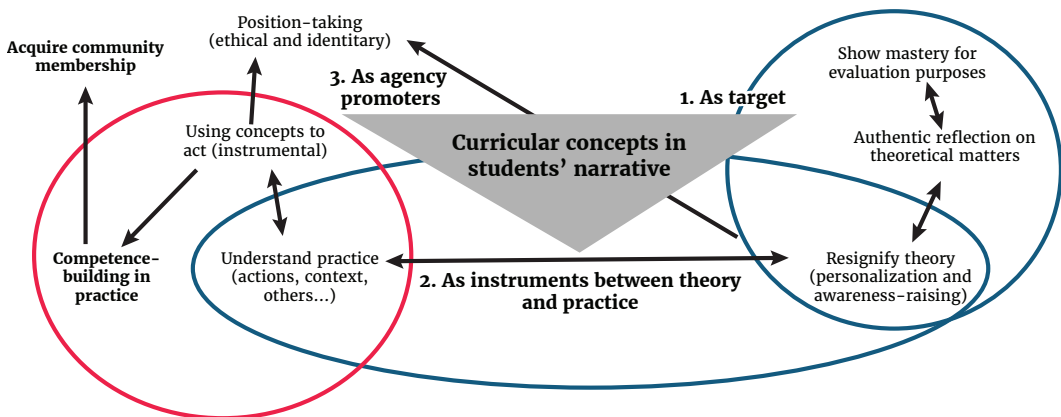 Position-taking
(ethical and identitary)
Acquire community
membership
3. As agency
promoters
1. As target
Show mastery for
evaluation purposes
Using concepts to
act (instrumental)
Curricular concepts in
students’ narrative
Authentic reflection on
theoretical matters
Competence-
building in
practice
Understand practice
(actions, context,
others...)
2. As instruments between theory
and practice
Resignify theory
(personalization and
awareness-raising)